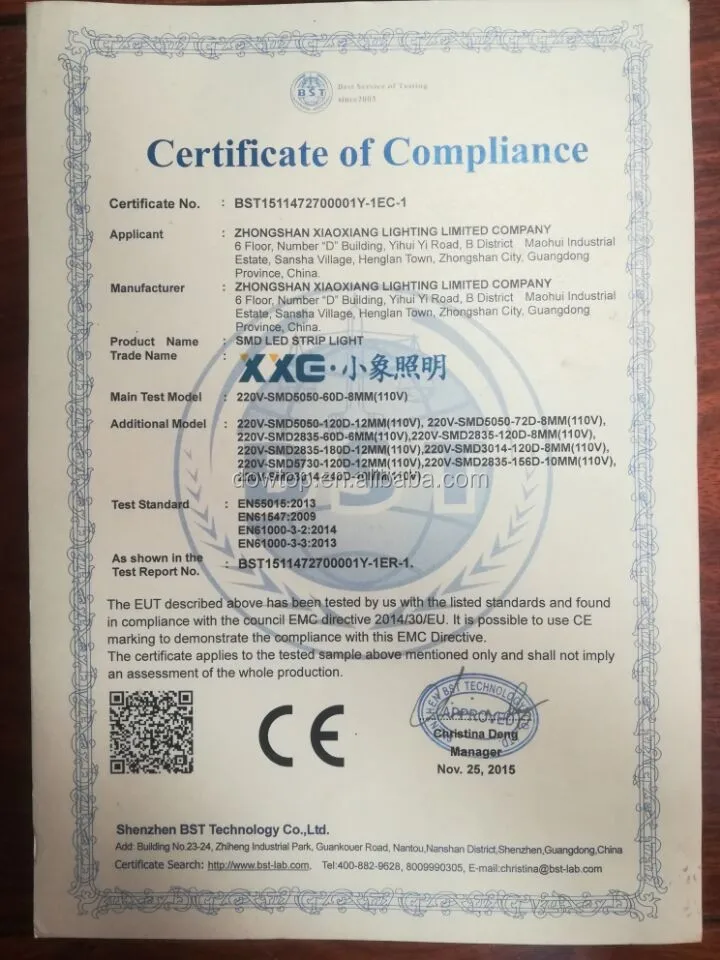 BST
Best Service of Testing
since2003
Certificate of Compliance
Certificate No. : BST1511472700001Y-1EC-1
Applicant : ZHONGSHAN XIAOXIANG LIGHTING LIMITED COMPANY
6 Floor, Number “D” Building, Yihui Yi Road, B District Maohui Industrial
Estate, Sansha Village, Henglan Town, Zhongshan City, Guangdong
Province, China.
Manufacturer : ZHONGSHAN XIAOXIANG LIGHTING LIMITED COMPANY
6 Floor, Number “D” Building, Yihui Yi Road, B District Maohui Industrial
Estate, Sansha Village, Henglan Town, Zhongshan City, Guangdong
Province, China.
Product Name : SMD LED STRIP LIGHT
Trade Name : XXG·小象照明
Main Test Model : 220V-SMD5050-60D-8MM(110V)
Additional Model : 220V-SMD5050-120D-12MM(110V), 220V-SMD5050-72D-8MM(110V),
220V-SMD2835-60D-6MM(110V),220V-SMD2835-120D-8MM(110V),
220V-SMD2835-180D-12MM(110V),220V-SMD3014-120D-8MM(110V),
220V-SMD5730-120D-12MM(110V),220V-SMD2835-156D-10MM(110V),
dowtop.en.alibaba.com
BST
Test Standard : EN55015:2013
EN61547:2009
EN61000-3-2:2014
EN61000-3-3:2013
As shown in the
Test Report No. : BST1511472700001Y-1ER-1.
The EUT described above has been tested by us with the listed standards and found
in compliance with the council EMC directive 2014/30/EU. It is possible to use CE
marking to demonstrate the compliance with this EMC Directive.
The certificate applies to the tested sample above mentioned only and shall not imply
an assessment of the whole production.
CE
BST TECHNOLOGY
APPROVED
Christina Deng
Manager
Nov. 25, 2015
Shenzhen BST Technology Co.,Ltd.
Add: Building No.23-24, Zhiheng Industrial Park, Guankouer Road, Nantou,Nanshan District,Shenzhen,Guangdong,China
Certificate Search: http://www.bst-lab.com. Tel:400-882-9628, 8009990305, E-mail:christina@bst-lab.com